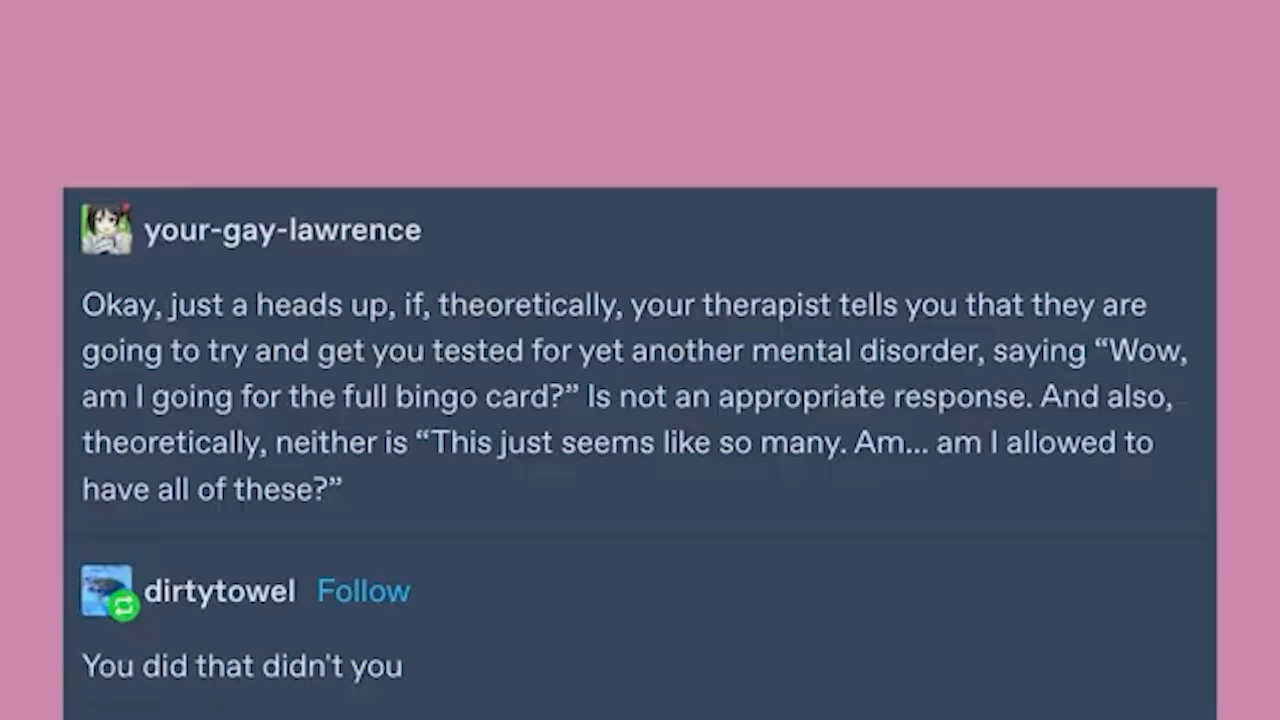 your-gay-lawrence
Okay, just a heads up, if, theoretically, your therapist tells you that they are
going to try and get you tested for yet another mental disorder, saying “Wow,
am I going for the full bingo card?” Is not an appropriate response. And also,
theoretically, neither is “This just seems like so many. Am... am I allowed to
have all of these?”
dirtytowel Follow
You did that didn't you